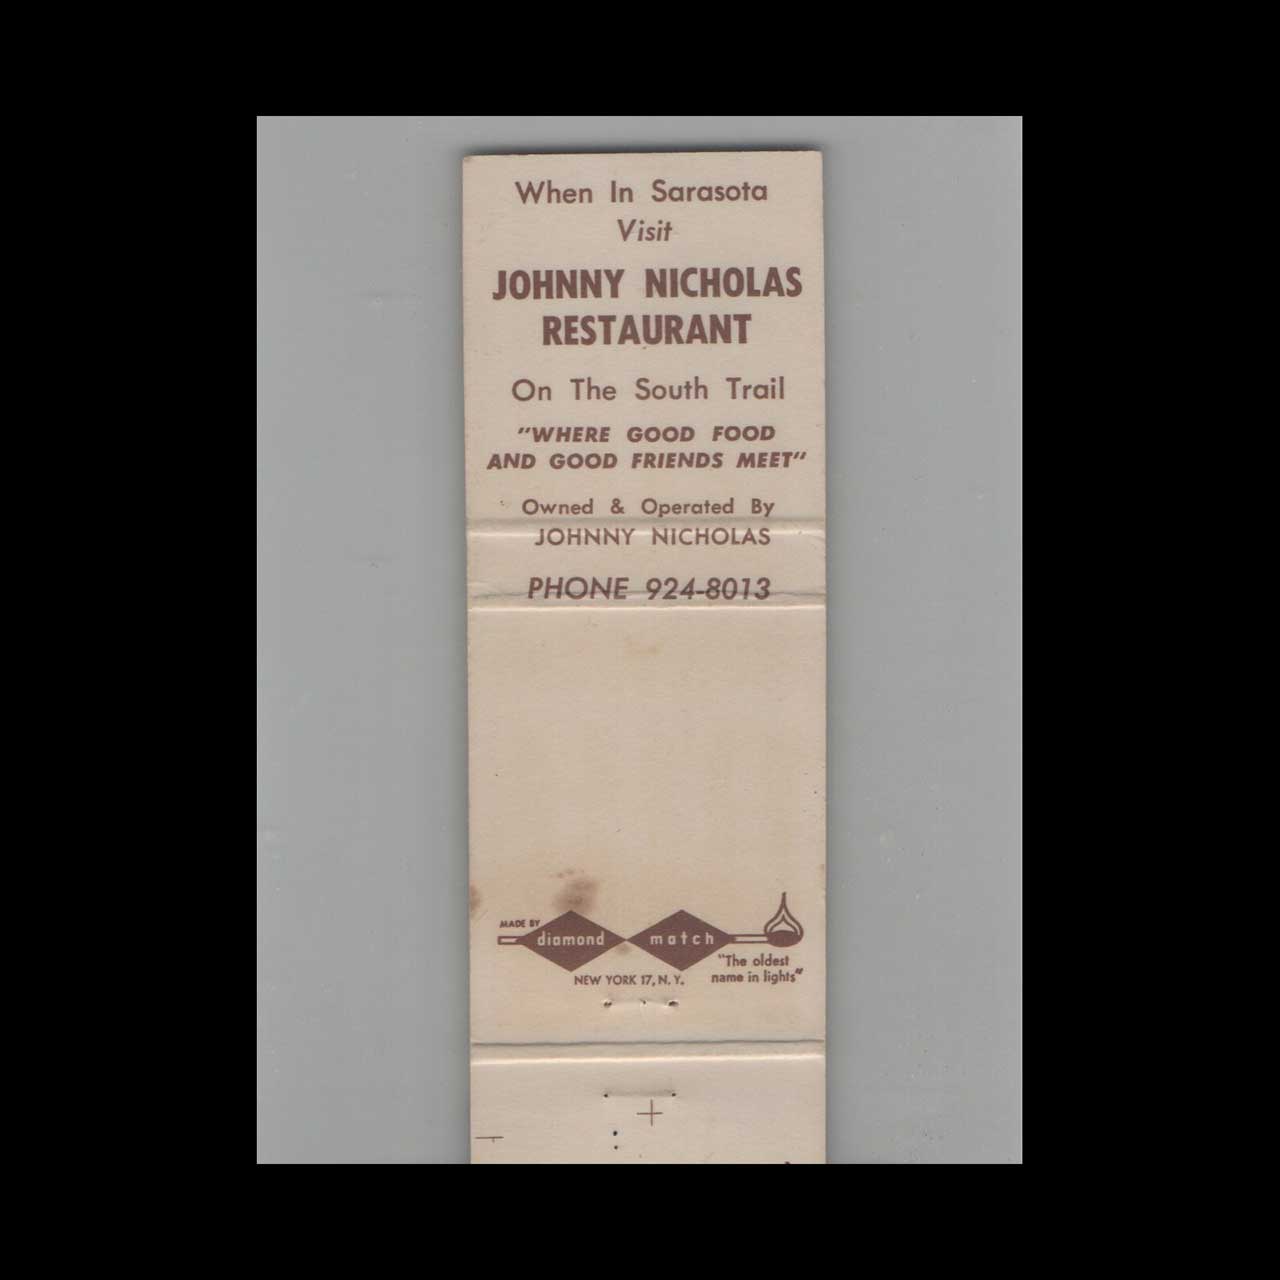 When In Sarasota
Visit
JOHNNY NICHOLAS
RESTAURANT
On The South Trail
"WHERE GOOD FOOD
AND GOOD FRIENDS MEET"
Owned & Operated By
JOHNNY NICHOLAS
PHONE 924-8013
MADE BY
diamond match
"The oldest
name in lights"
NEW YORK 17, N. Y.